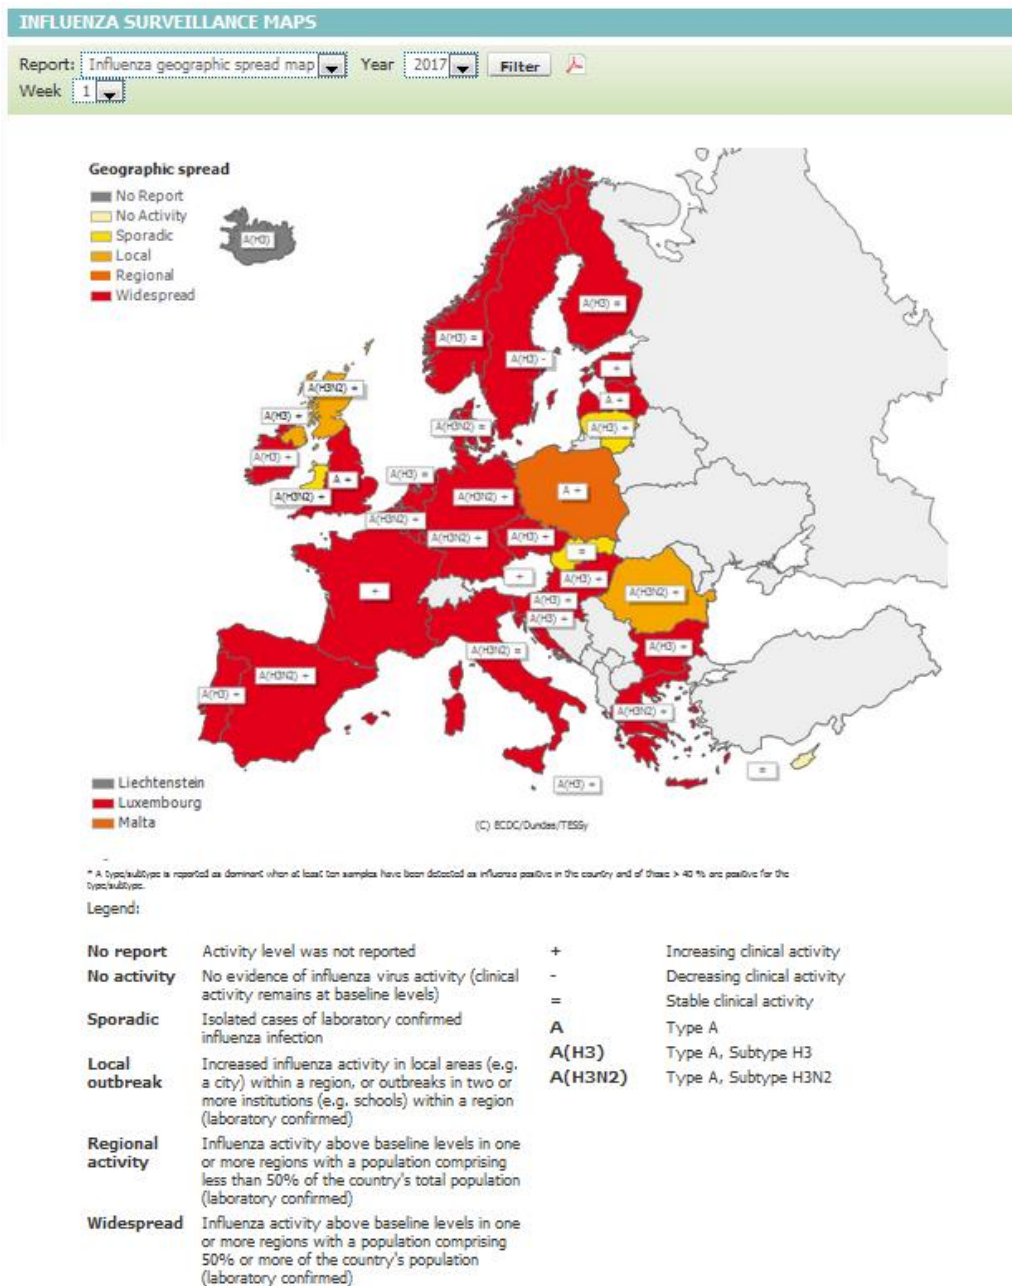 INFLUENZA SURVEILLANCE MAPS
Report: Influenza geographic spread map Year 2017 Filter
Week 1
Geographic spread
No Report
No Activity
Sporadic
Local
Regional
Widespread
A(H3)
A(H3) =
A(H3) =
A(H3) -
+
A(H3N2) =
A +
A(H3) +
A(H3N2) =
A(H3) +
A(H3) +
A(H3) =
A +
A(H3N2) +
A(H3N2) +
A +
A(H3N2) +
A(H3N2) +
A(H3) +
=
+
+
A(H3) +
A(H3N2) +
A(H3) +
A(H3) +
A(H3) =
A(H3N2) =
A(H3N2) +
A(H3) +
A(H3N2) +
=
A(H3) =
Liechtenstein
Luxembourg
Malta
(C) ECDC/Dundas/TESSy
-
* A type/subtype is reported as dominant when at least ten samples have been detected as influenza positive in the country and of these > 40 % are positive for the
type/subtype.
Legend:
No report Activity level was not reported
No activity No evidence of influenza virus activity (clinical
activity remains at baseline levels)
Sporadic Isolated cases of laboratory confirmed
influenza infection
Local
outbreak
Increased influenza activity in local areas (e.g.
a city) within a region, or outbreaks in two or
more institutions (e.g. schools) within a region
(laboratory confirmed)
Regional
activity
Influenza activity above baseline levels in one
or more regions with a population comprising
less than 50% of the country's total population
(laboratory confirmed)
Widespread Influenza activity above baseline levels in one
or more regions with a population comprising
50% or more of the country's population
(laboratory confirmed)
+ Increasing clinical activity
- Decreasing clinical activity
= Stable clinical activity
A Type A
A(H3) Type A, Subtype H3
A(H3N2) Type A, Subtype H3N2